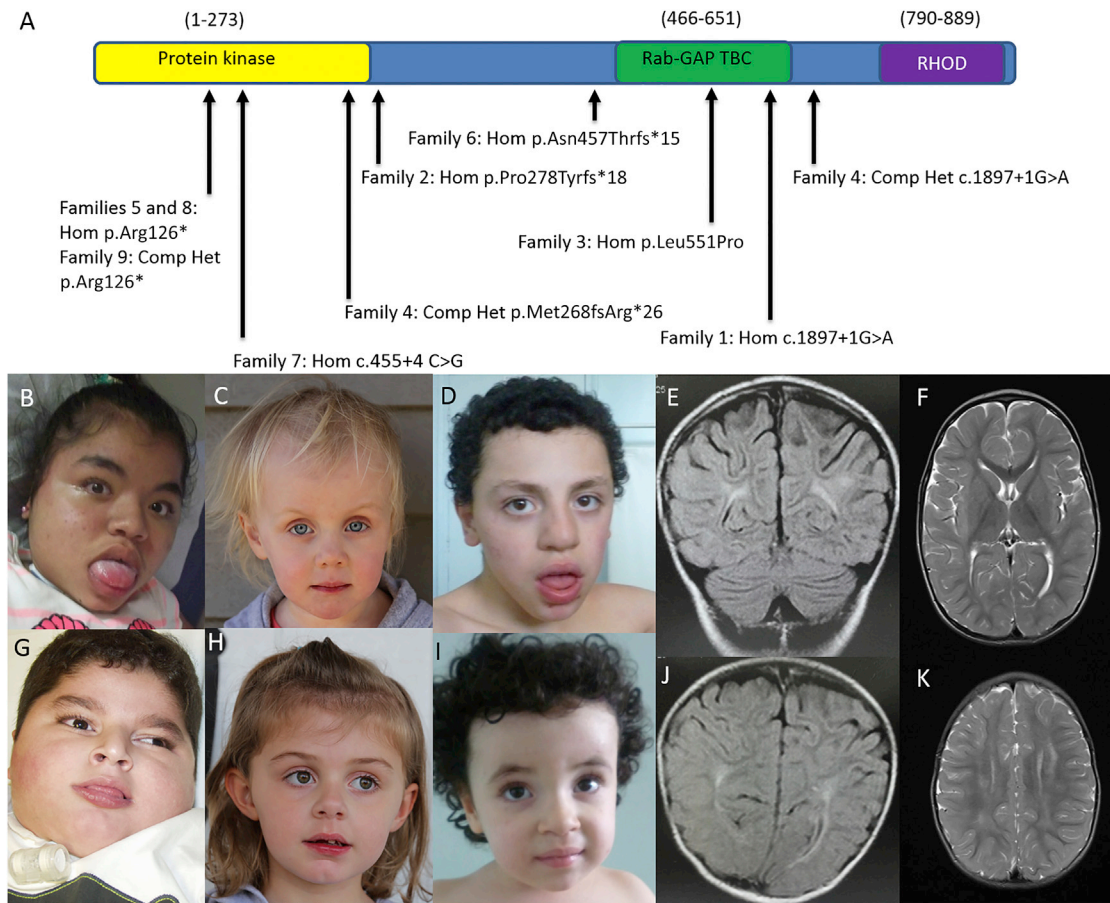 A
(1-273)
(466-651)
(790-889)
Protein kinase
Rab-GAP TBC
RHOD
Family 6: Hom p.Asn457Thrfs*15
Family 2: Hom p.Pro278Tyrfs*18
Family 4: Comp Het c.1897+1G>A
Families 5 and 8:
Hom p.Arg126*
Family 9: Comp Het
p.Arg126*
Family 3: Hom p.Leu551Pro
Family 4: Comp Het p.Met268fsArg*26
Family 1: Hom c.1897+1G>A
Family 7: Hom c.455+4 C>G
B
C
D
E
F
G
H
I
J
K